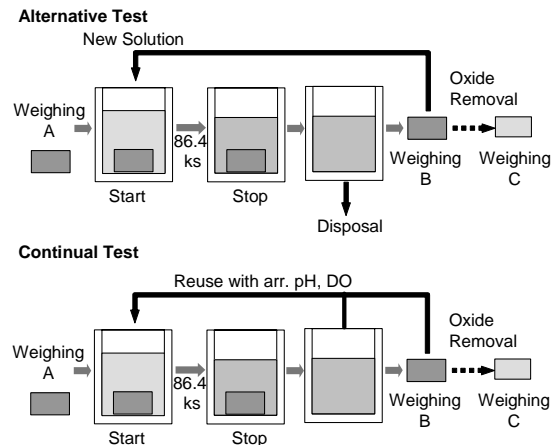 Alternative Test
New Solution
Oxide
Removal
Weighing
A
86.4
ks
Weighing
B
Weighing
C
Start
Stop
Disposal
Continual Test
Reuse with arr. pH, DO
Oxide
Removal
Weighing
A
86.4
ks
Weighing
B
Weighing
C
Start
Stop